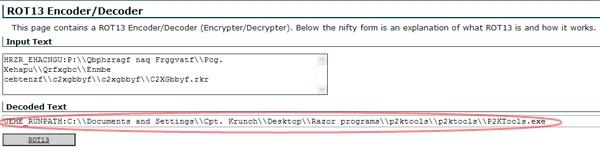 ROT13 Encoder/Decoder
This page contains a ROT13 Encoder/Decoder (Encrypter/Decrypter). Below the nifty form is an explanation of what ROT13 is and how it works.
Input Text
HRZR_EHACNGU:P:\\Qbphzragf naq Frggvatf\\Pcg.
Xehapu\\Qrfxgbc\\Enmbe
cebtenzf\\c2xgbbyf\\c2xgbbyf\\C2XGbbyf.rkr
Decoded Text
UEME_RUNPATH:C:\\Documents and Settings\\Cpt. Krunch\\Desktop\\Razor programs\\p2ktools\\p2ktools\\P2KTools.exe
ROT13